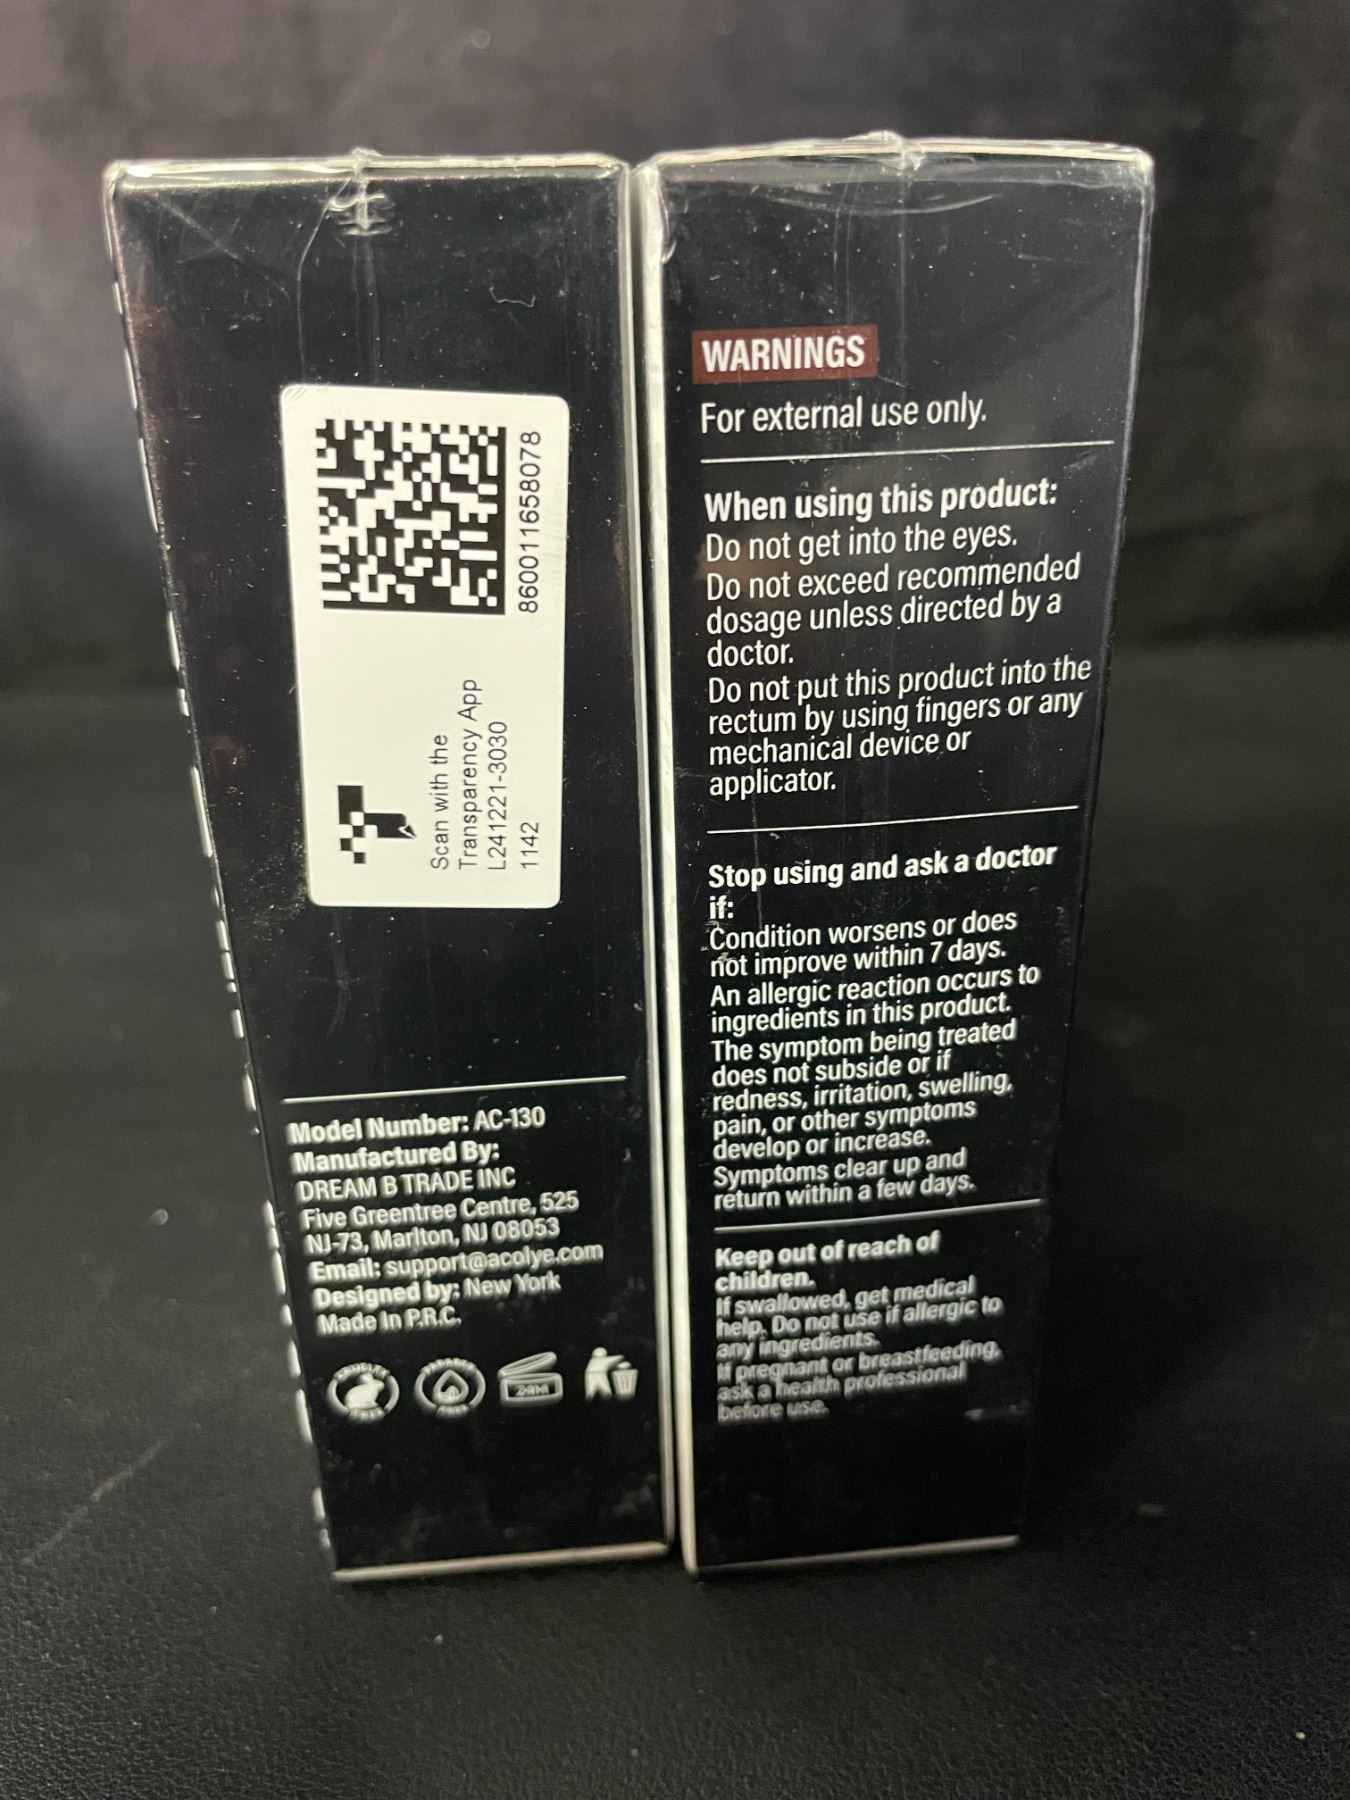 860011658078
Scan with the
Transparency App
L241221-3030
1142
Model Number: AC-130
Manufactured By:
DREAM B TRADE INC
Five Greentree Centre, 525
NJ-73, Marlton, NJ 08053
Email: support@acolye.com
Designed by: New York
Made In P.R.C.
24M
WARNINGS
For external use only.
When using this product:
Do not get into the eyes.
Do not exceed recommended
dosage unless directed by a
doctor.
Do not put this product into the
rectum by using fingers or any
mechanical device or
applicator.
Stop using and ask a doctor
if:
Condition worsens or does
not improve within 7 days.
An allergic reaction occurs to
ingredients in this product.
The symptom being treated
does not subside or if
redness, irritation, swelling,
pain, or other symptoms
develop or increase.
Symptoms clear up and
return within a few days.
Keep out of reach of
children.
If swallowed, get medical
help. Do not use if allergic to
any ingredients.
If pregnant or breastfeeding,
ask a health professional
before use.